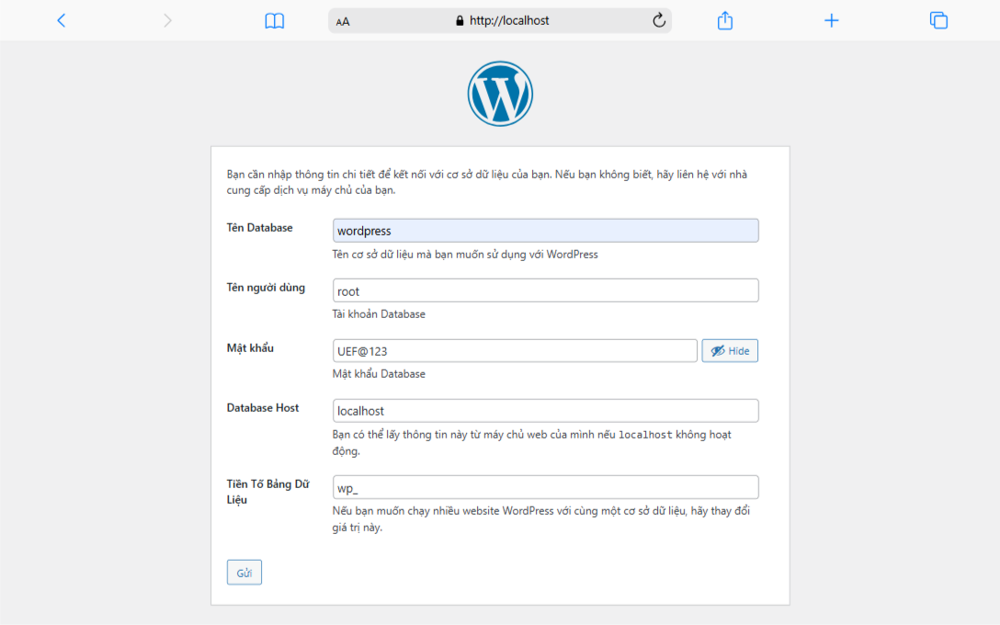 AA http://localhost
Bạn cần nhập thông tin chi tiết để kết nối với cơ sở dữ liệu của bạn. Nếu bạn không biết, hãy liên hệ với nhà
cung cấp dịch vụ máy chủ của bạn.
Tên Database
wordpress
Tên cơ sở dữ liệu mà bạn muốn sử dụng với WordPress
Tên người dùng
root
Tài khoản Database
Mật khẩu
UEF@123
Hide
Mật khẩu Database
Database Host
localhost
Bạn có thể lấy thông tin này từ máy chủ web của mình nếu localhost không hoạt
động.
Tiền Tố Bảng Dữ
Liệu
wp_
Nếu bạn muốn chạy nhiều website WordPress với cùng một cơ sở dữ liệu, hãy thay đổi
giá trị này.
Gửi